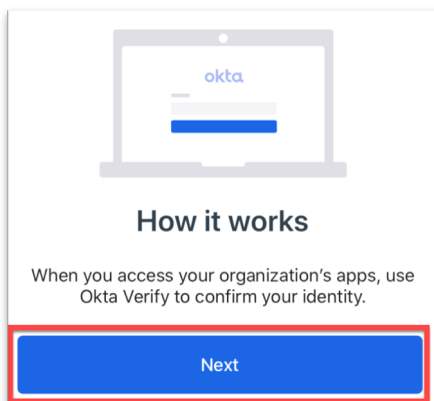 okta
How it works
When you access your organization's apps, use
Okta Verify to confirm your identity.
Next